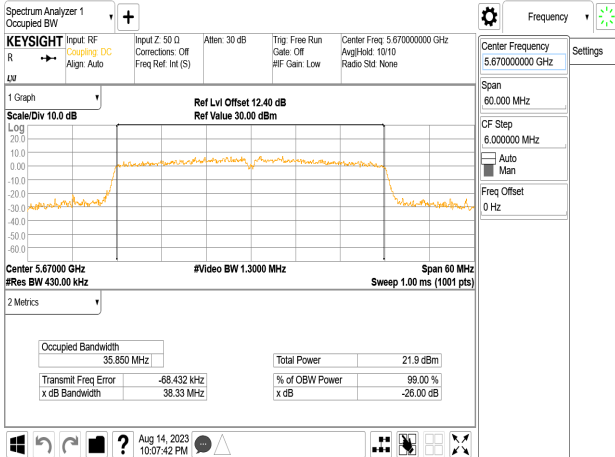 Spectrum Analyzer 1
Occupied BW
Frequency
KEYSIGHT
R
Input: RF
Coupling: DC
Align: Auto
Input Z: 50 Ω
Corrections: Off
Freq Ref: Int (S)
Atten: 30 dB
Trig: Free Run
Gate: Off
#IF Gain: Low
Center Freq: 5.670000000 GHz
Avg|Hold: 10/10
Radio Std: None
Center Frequency
5.670000000 GHz
Settings
Span
60.000 MHz
CF Step
6.000000 MHz
Auto
Man
Freq Offset
0 Hz
1 Graph
Scale/Div 10.0 dB
Ref Lvl Offset 12.40 dB
Ref Value 30.00 dBm
Log
20.0
10.0
0.00
-10.0
-20.0
-30.0
-40.0
-50.0
-60.0
Center 5.67000 GHz
#Res BW 430.00 kHz
#Video BW 1.3000 MHz
Span 60 MHz
Sweep 1.00 ms (1001 pts)
2 Metrics
Occupied Bandwidth
35.850 MHz
Total Power 21.9 dBm
Transmit Freq Error -68.432 kHz
% of OBW Power 99.00 %
x dB Bandwidth 38.33 MHz
x dB -26.00 dB
?
Aug 14, 2023
10:07:42 PM